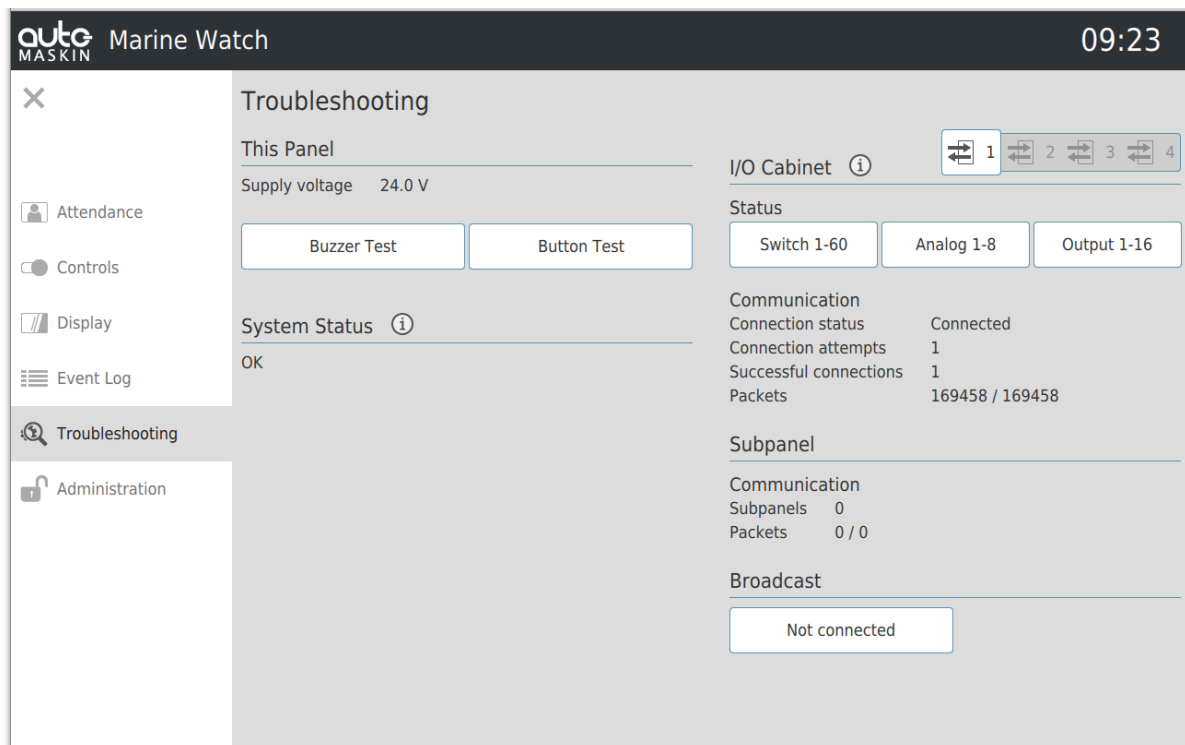 auto MASKIN Marine Watch 09:23
Attendance
Controls
Display
Event Log
Troubleshooting
Administration
Troubleshooting
This Panel
Supply voltage 24.0 V
Buzzer Test Button Test
System Status i
OK
I/O Cabinet i 1 2 3 4
Status
Switch 1-60 Analog 1-8 Output 1-16
Communication
Connection status Connected
Connection attempts 1
Successful connections 1
Packets 169458 / 169458
Subpanel
Communication
Subpanels 0
Packets 0 / 0
Broadcast
Not connected